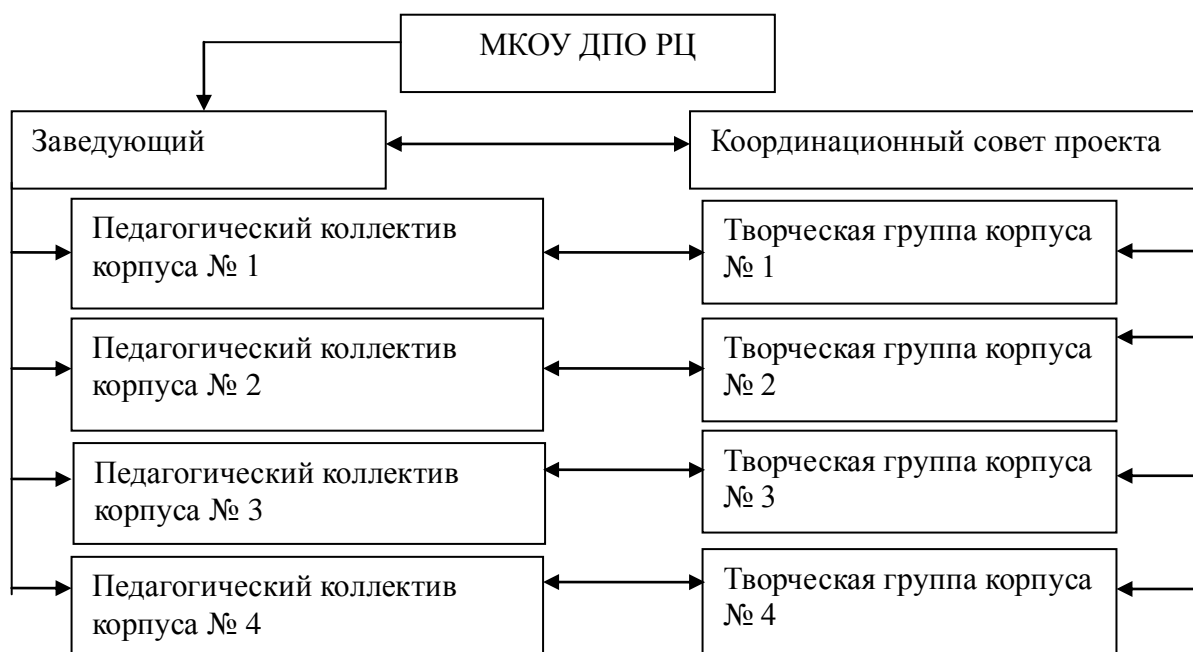 МКОУ ДПО РЦ
Заведующий
Координационный совет проекта
Педагогический коллектив
корпуса № 1
Творческая группа корпуса
№ 1
Педагогический коллектив
корпуса № 2
Творческая группа корпуса
№ 2
Педагогический коллектив
корпуса № 3
Творческая группа корпуса
№ 3
Педагогический коллектив
корпуса № 4
Творческая группа корпуса
№ 4